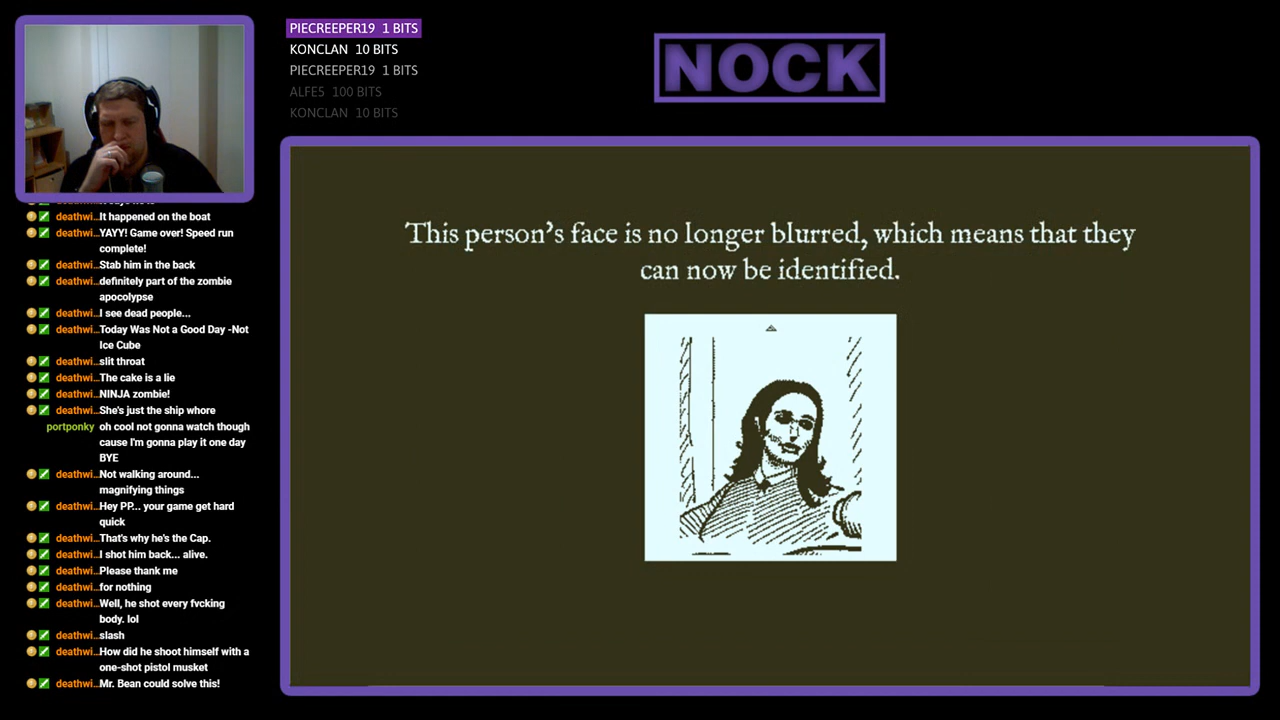 PIECREEPER19 1 BITS
KONCLAN 10 BITS
PIECREEPER19 1 BITS
ALFES 100 BITS
KONCLAN 10 BITS
NOCK
deathwi...It happened on the boat
deathwi...YAYY! Game over! Speed run
complete!
deathwi...Stab him in the back
deathwi...definitely part of the zombie
apocolypse
deathwi...I see dead people...
deathwi...Today Was Not a Good Day -Not
Ice Cube
deathwi...slit throat
deathwi...The cake is a lie
deathwi...NINJA zombie!
deathwi...She's just the ship whore
portponky oh cool not gonna watch though
cause I'm gonna play it one day
BYE
deathwi...Not walking around...
magnifying things
deathwi...Hey PP... your game get hard
quick
deathwi...That's why he's the Cap.
deathwi...I shot him back... alive.
deathwi...Please thank me
deathwi...for nothing
deathwi...Well, he shot every fvcking
body. lol
deathwi...slash
deathwi...How did he shoot himself with a
one-shot pistol musket
deathwi...Mr. Bean could solve this!
This person's face is no longer blurred, which means that they
can now be identified.